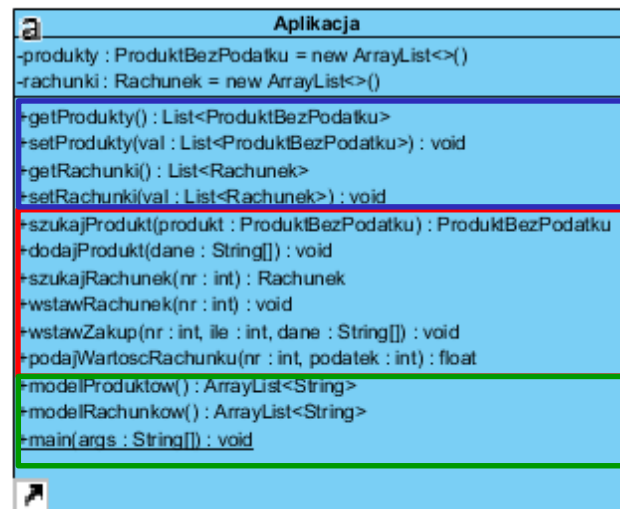 a
Aplikacja
-produkty : ProduktBezPodatku = new ArrayList<>()
-rachunki : Rachunek = new ArrayList<>()
+getProdukty() : List<ProduktBezPodatku>
+setProdukty(val : List<ProduktBezPodatku>) : void
+getRachunki() : List<Rachunek>
+setRachunki(val : List<Rachunek>) : void
+szukajProdukt(produkt : ProduktBezPodatku) : ProduktBezPodatku
+dodajProdukt(dane : String[]) : void
+szukajRachunek(nr : int) : Rachunek
+wstawRachunek(nr : int) : void
+wstawZakup(nr : int, ile : int, dane : String[]) : void
+podajWartoscRachunku(nr : int, podatek : int) : float
+modelProduktow() : ArrayList<String>
+modelRachunkow() : ArrayList<String>
+main(args : String[]) : void